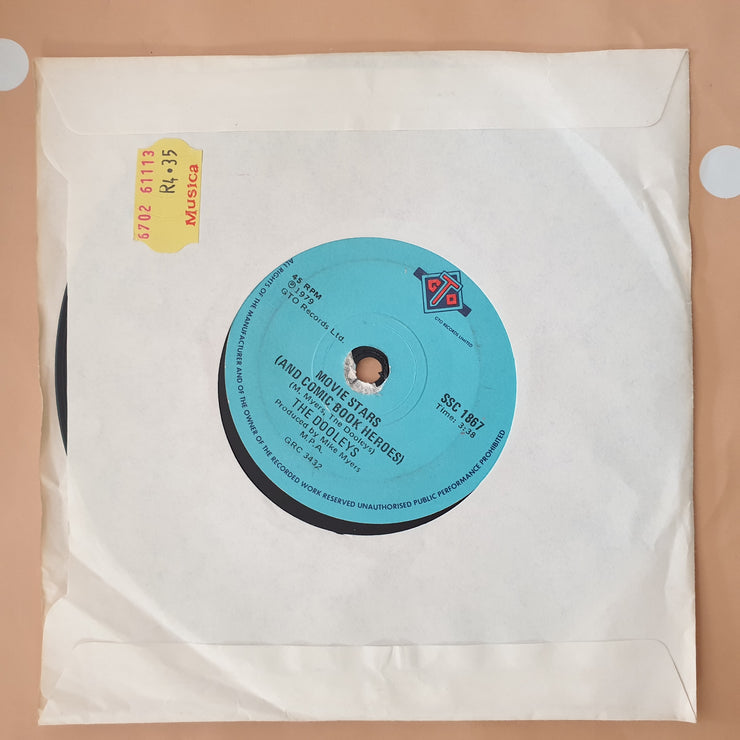 6702 61113
R4.35
Musica
45 RPM
℗1979
GTO Records Ltd.
GTO
GTO RECORDS LIMITED
SSC 1867
Time: 3:38
MOVIE STARS
(AND COMIC BOOK HEROES)
(M. Myers, The Dooleys)
THE DOOLEYS
Produced by Mike Myers
M.P.A.
GRC 3432
ALL RIGHTS OF THE MANUFACTURER AND OF THE OWNER OF THE RECORDED WORK RESERVED UNAUTHORISED PUBLIC PERFORMANCE PROHIBITED